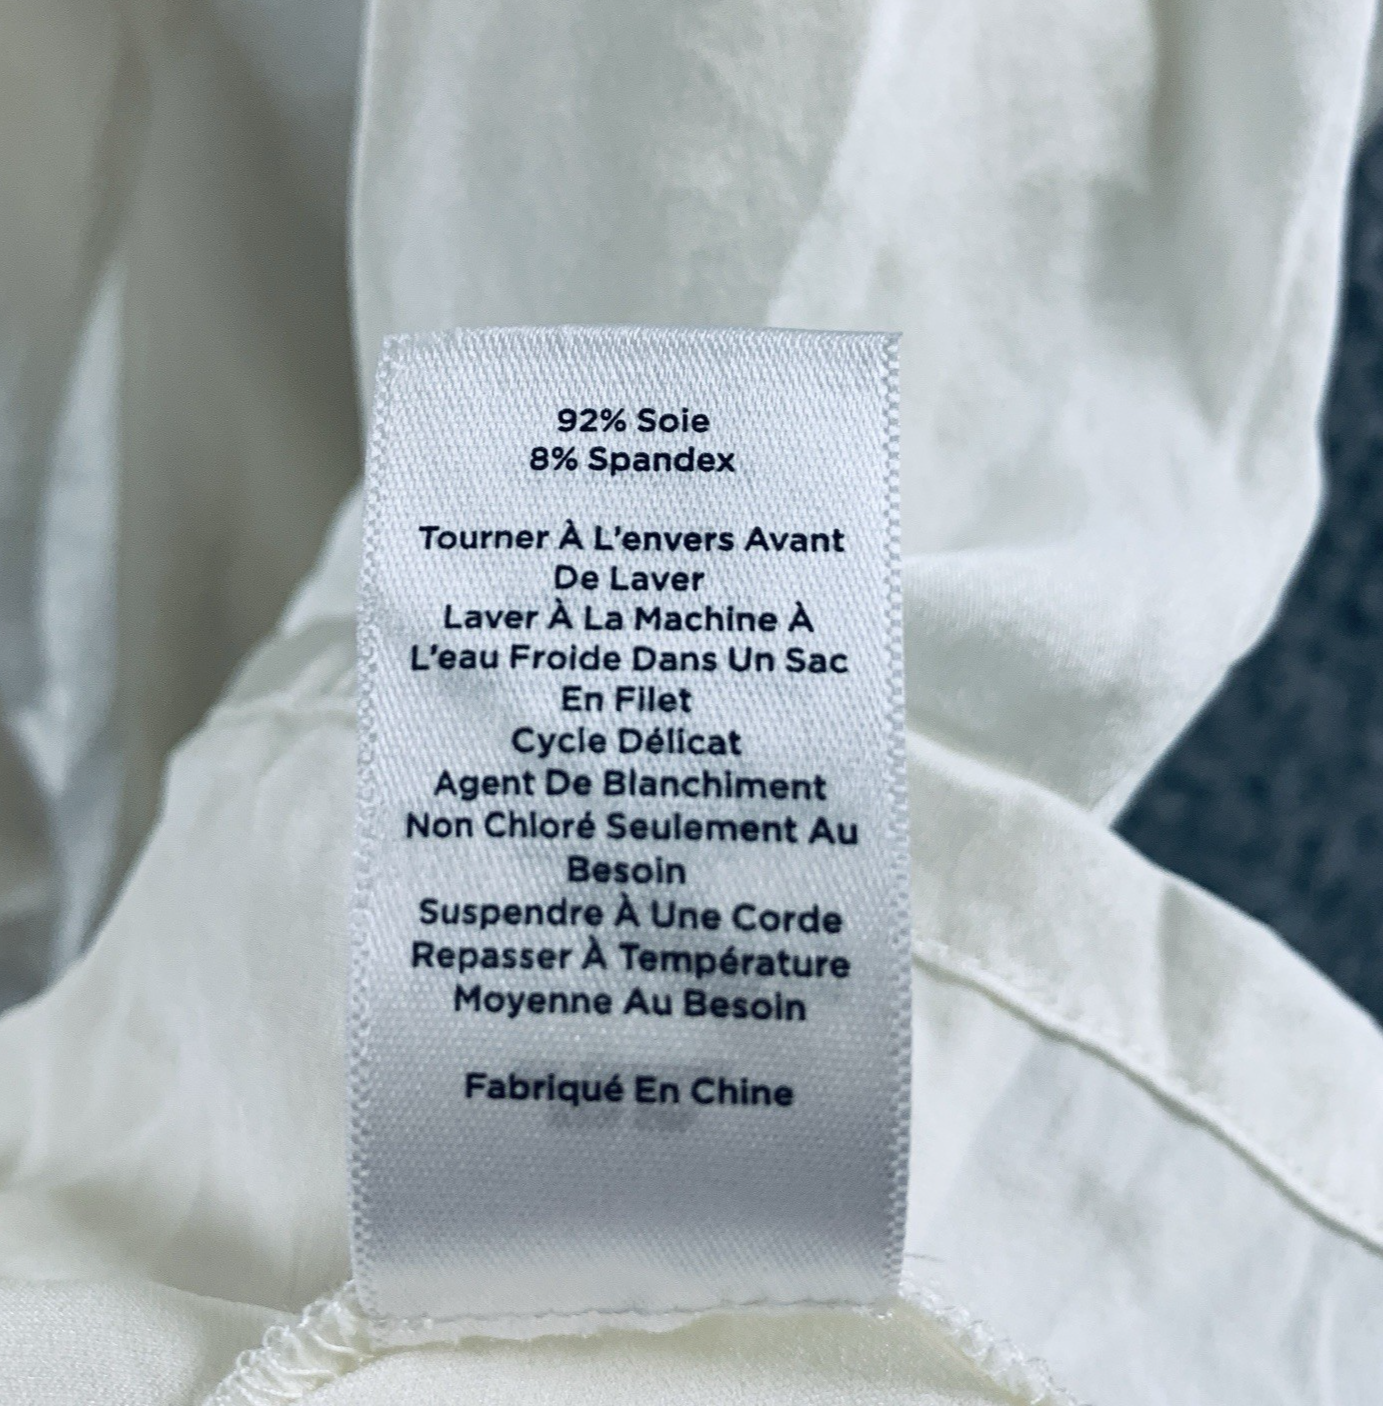 92% Soie
8% Spandex
Tourner À L'envers Avant
De Laver
Laver À La Machine À
L'eau Froide Dans Un Sac
En Filet
Cycle Délicat
Agent De Blanchiment
Non Chloré Seulement Au
Besoin
Suspendre À Une Corde
Repasser À Température
Moyenne Au Besoin
Fabriqué En Chine